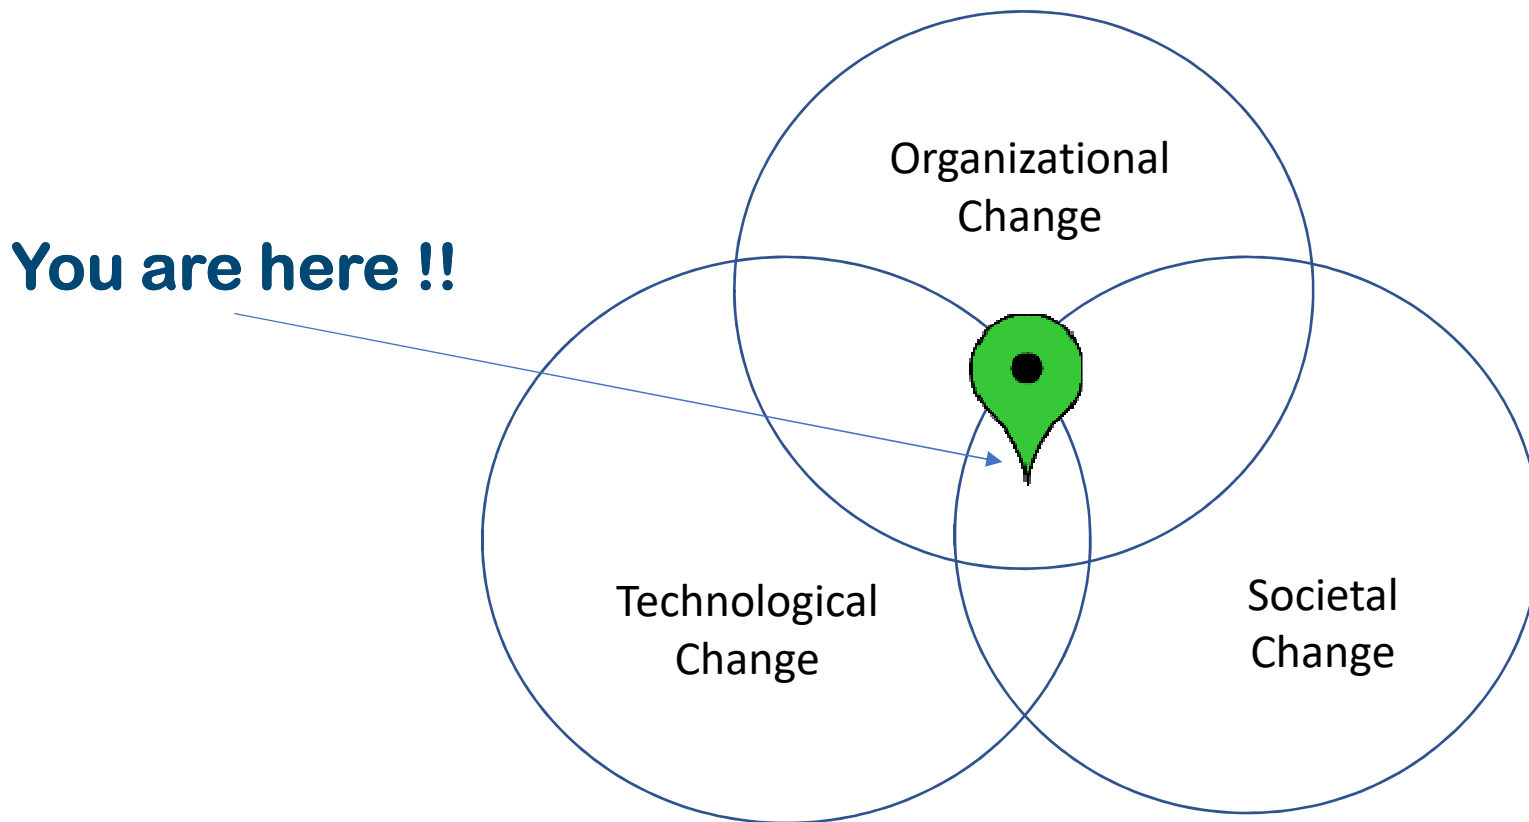 Organizational
Change
You are here !!
Technological
Change
Societal
Change